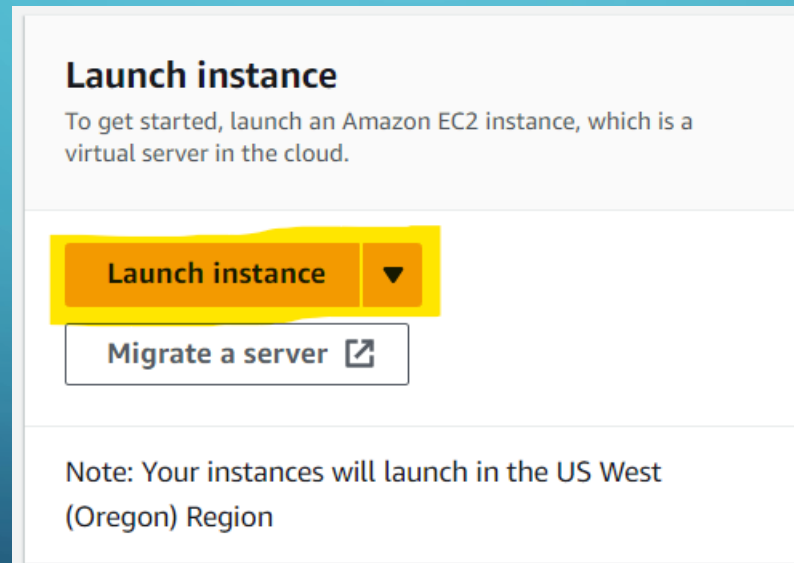 Launch instance
To get started, launch an Amazon EC2 instance, which is a
virtual server in the cloud.
Launch instance
Migrate a server
Note: Your instances will launch in the US West
(Oregon) Region